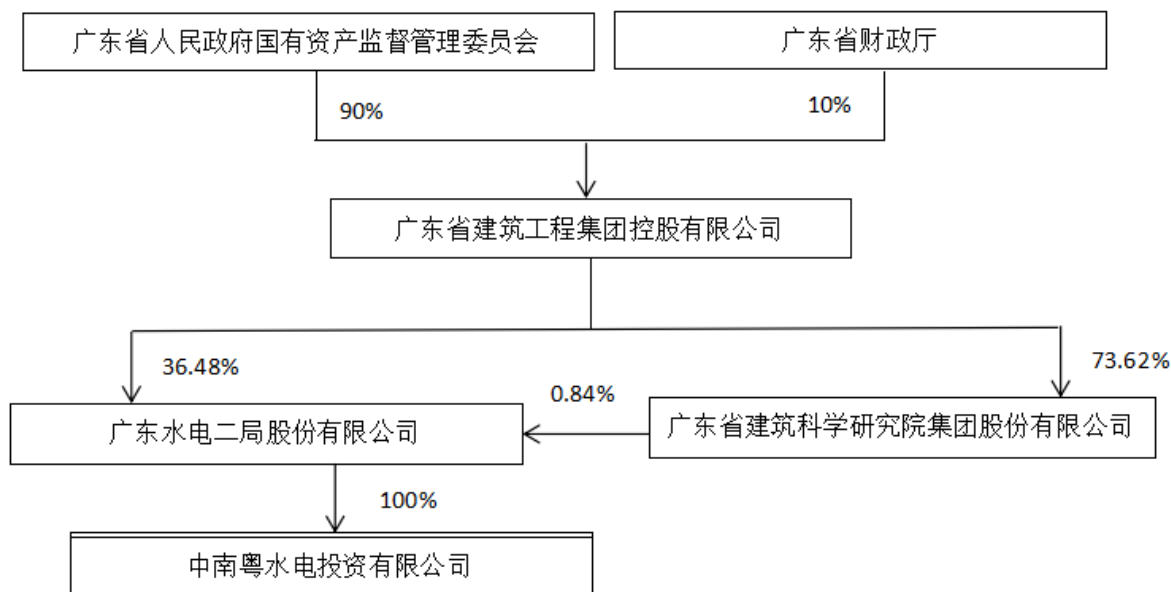 广东省人民政府国有资产监督管理委员会
广东省财政厅
90%
10%
广东省建筑工程集团控股有限公司
36.48%
73.62%
0.84%
广东水电二局股份有限公司
广东省建筑科学研究院集团股份有限公司
100%
中南粤水电投资有限公司